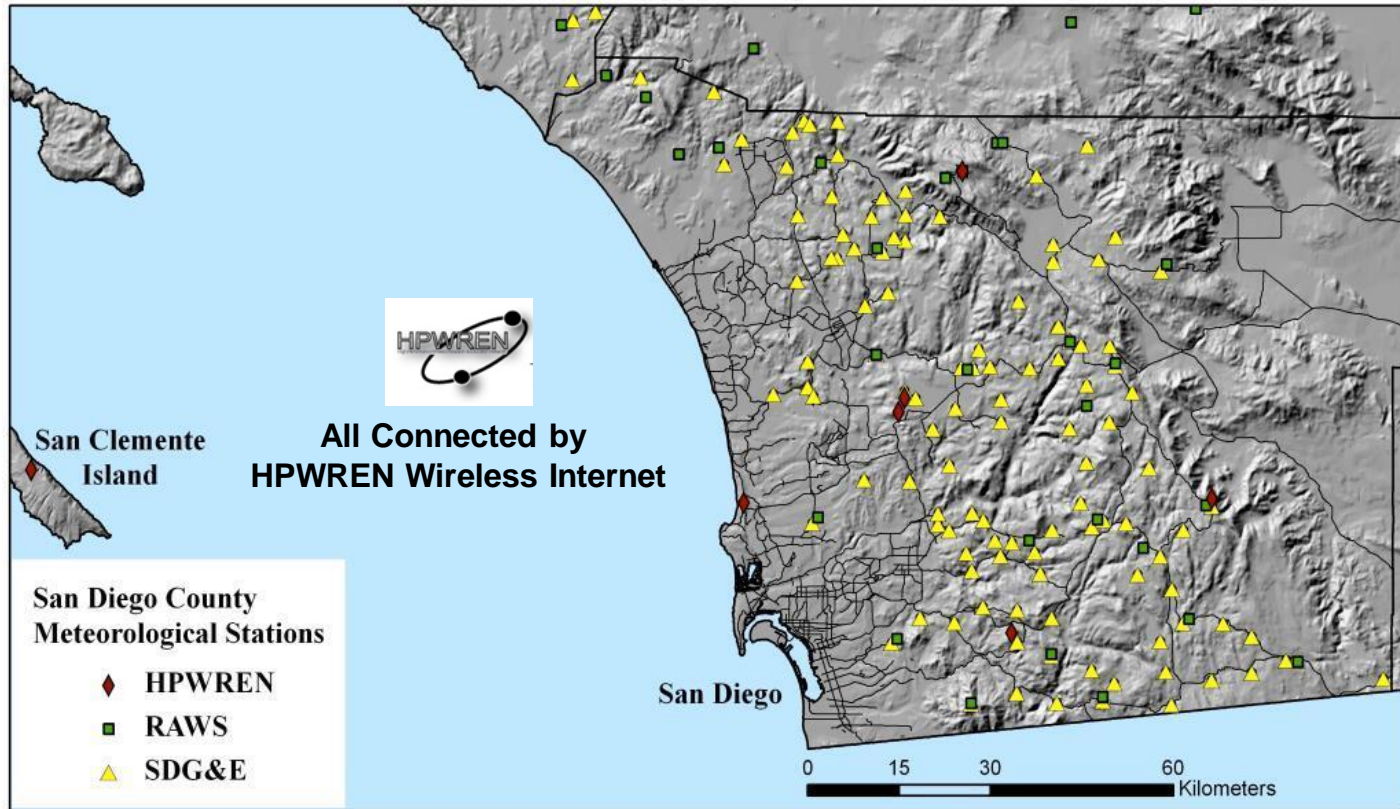 HPWREN
All Connected by
HPWREN Wireless Internet
San Clemente
Island
San Diego
San Diego County
Meteorological Stations
HPWREN
RAWS
SDG&E
0 15 30 60
Kilometers